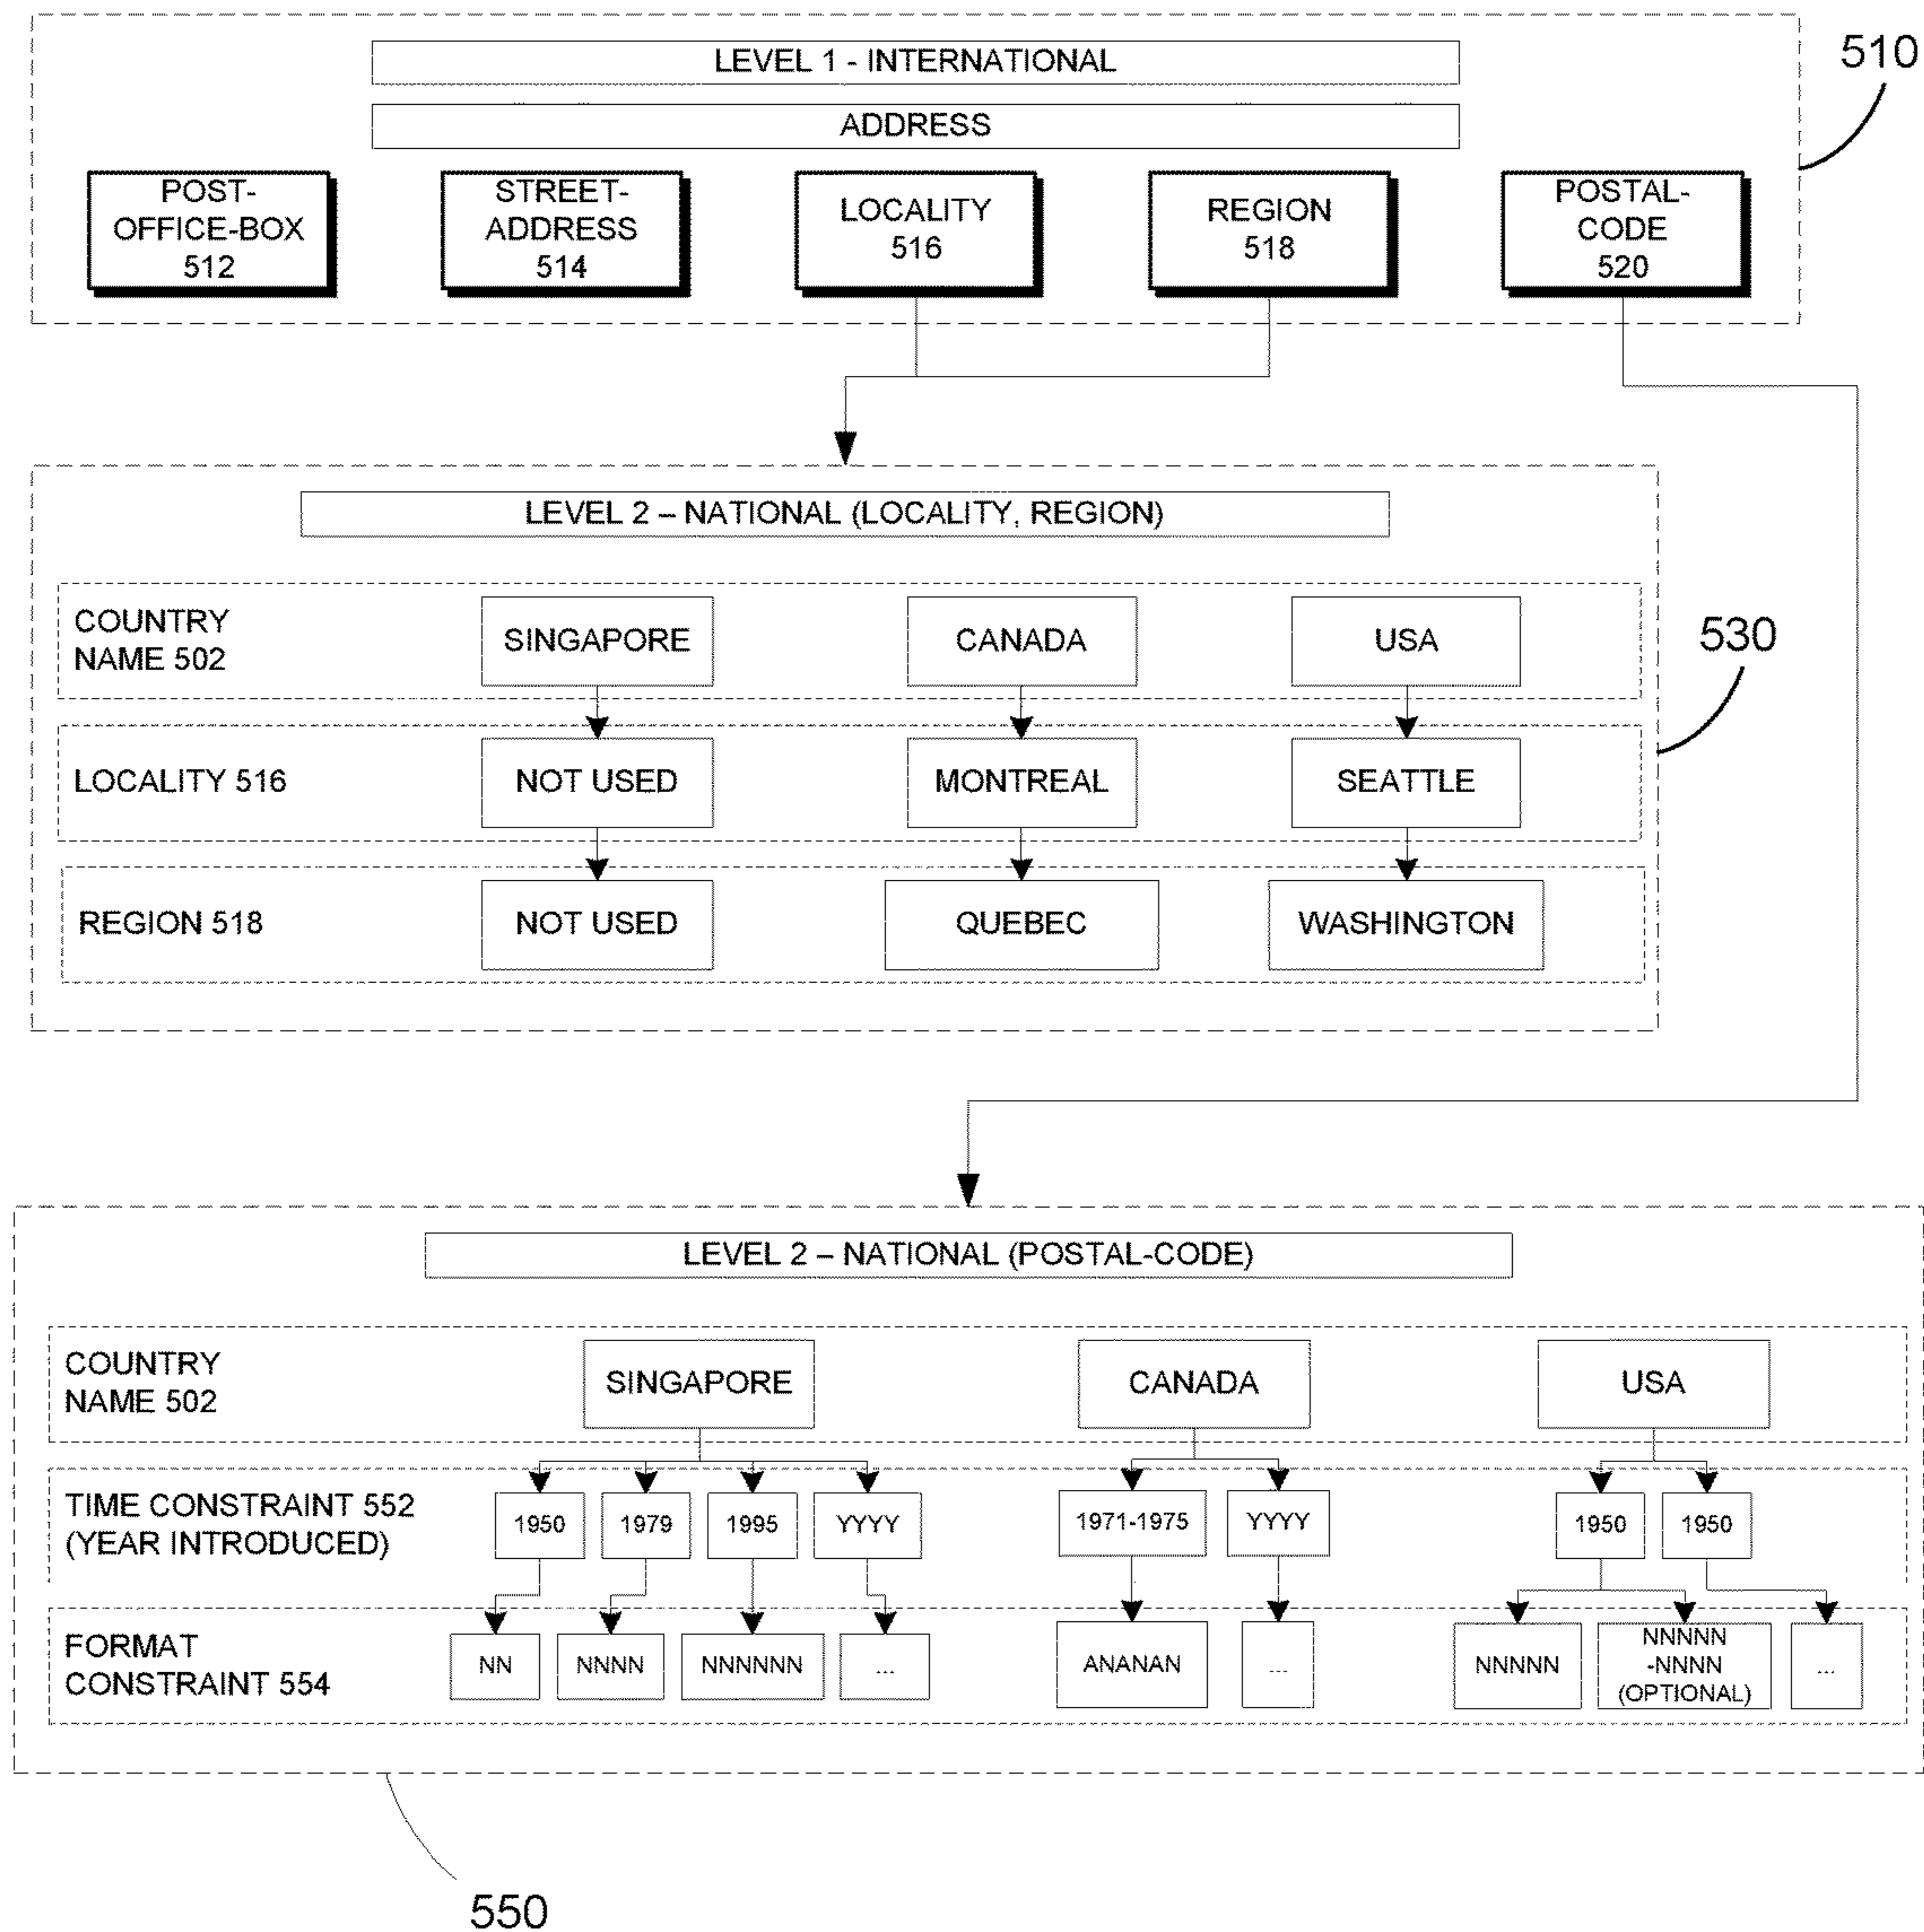 LEVEL 1 - INTERNATIONAL
510
ADDRESS
POST-
OFFICE-BOX
512
STREET-
ADDRESS
514
LOCALITY
516
REGION
518
POSTAL-
CODE
520
LEVEL 2 – NATIONAL (LOCALITY, REGION)
COUNTRY
NAME 502
SINGAPORE
CANADA
USA
530
LOCALITY 516
NOT USED
MONTREAL
SEATTLE
REGION 518
NOT USED
QUEBEC
WASHINGTON
LEVEL 2 – NATIONAL (POSTAL-CODE)
COUNTRY
NAME 502
SINGAPORE
CANADA
USA
TIME CONSTRAINT 552
(YEAR INTRODUCED)
1950
1979
1995
YYYY
1971-1975
YYYY
1950
1950
FORMAT
CONSTRAINT 554
NN
NNNN
NNNNNN
...
ANANAN
...
NNNNN
NNNNN
-NNNN
(OPTIONAL)
...
550